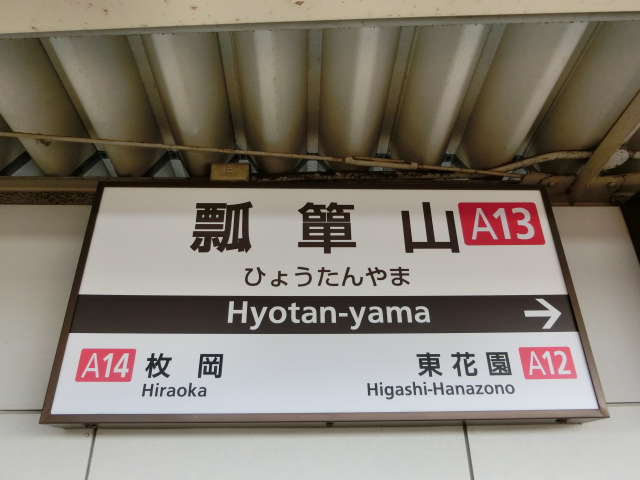 瓢箪山 A13
ひょうたんやま
Hyotan-yama →
A14 枚岡 東花園 A12
Hiraoka Higashi-Hanazono